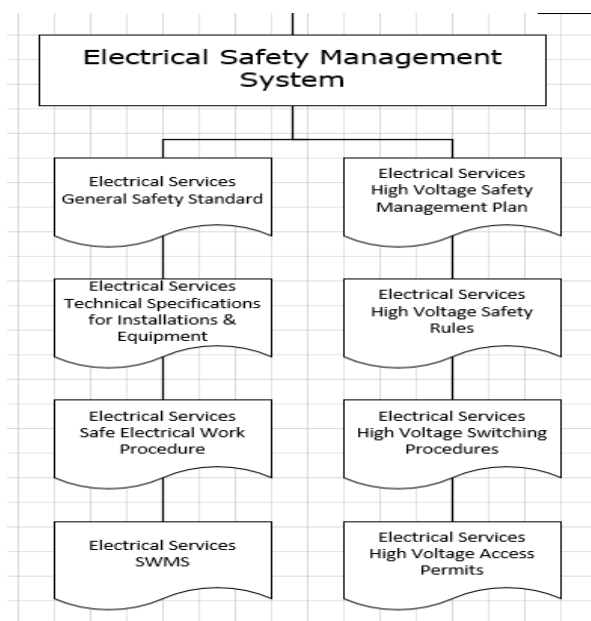 Electrical Safety Management
System
Electrical Services
General Safety Standard
Electrical Services
High Voltage Safety
Management Plan
Electrical Services
Technical Specifications
for Installations &
Equipment
Electrical Services
High Voltage Safety
Rules
Electrical Services
Safe Electrical Work
Procedure
Electrical Services
High Voltage Switching
Procedures
Electrical Services
SWMS
Electrical Services
High Voltage Access
Permits